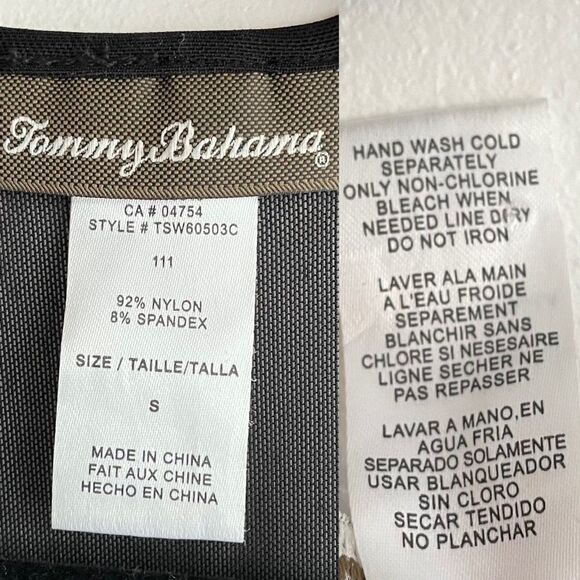 Tommy Bahama®
CA # 04754
STYLE # TSW60503C
111
92% NYLON
8% SPANDEX
SIZE / TAILLE/TALLA
S
MADE IN CHINA
FAIT AUX CHINE
HECHO EN CHINA
HAND WASH COLD
SEPARATELY
ONLY NON-CHLORINE
BLEACH WHEN
NEEDED LINE DRY
DO NOT IRON
LAVER ALA MAIN
A L'EAU FROIDE
SEPAREMENT
BLANCHIR SANS
CHLORE SI NESESAIRE
LIGNE SECHER NE
PAS REPASSER
LAVAR A MANO,EN
AGUA FRIA
SEPARADO SOLAMENTE
USAR BLANQUEADOR
SIN CLORO
SECAR TENDIDO
NO PLANCHAR